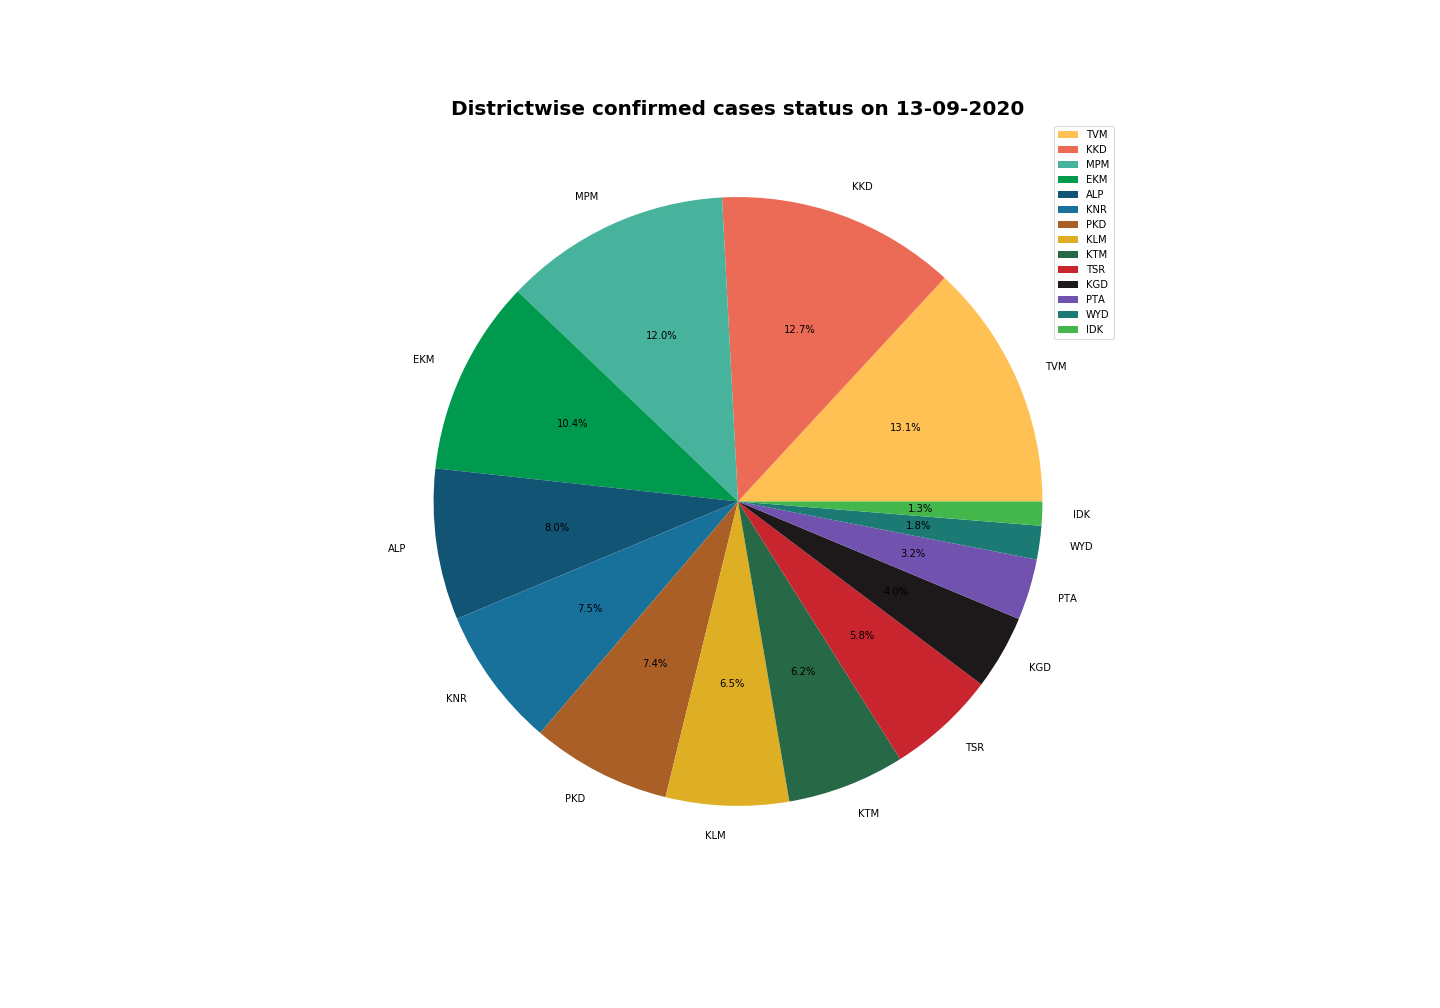 Districtwise confirmed cases status on 13-09-2020
TVM
KKD
MPM
EKM
ALP
KNR
PKD
KLM
KTM
TSR
KGD
PTA
WYD
IDK
KKD
MPM
12.7%
12.0%
EKM
TVM
10.4%
13.1%
IDK
1.3%
1.8%
8.0%
WYD
ALP
3.2%
4.0%
PTA
7.5%
5.8%
7.4%
KGD
6.2%
6.5%
KNR
TSR
PKD
KTM
KLM